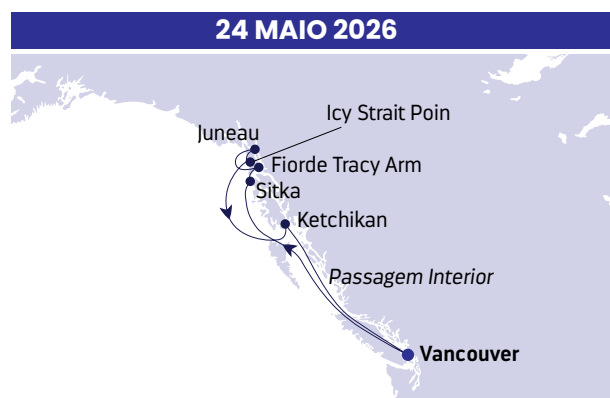 24 MAIO 2026
Icy Strait Poin
Juneau
Fiorde Tracy Arm
Sitka
Ketchikan
Passagem Interior
Vancouver